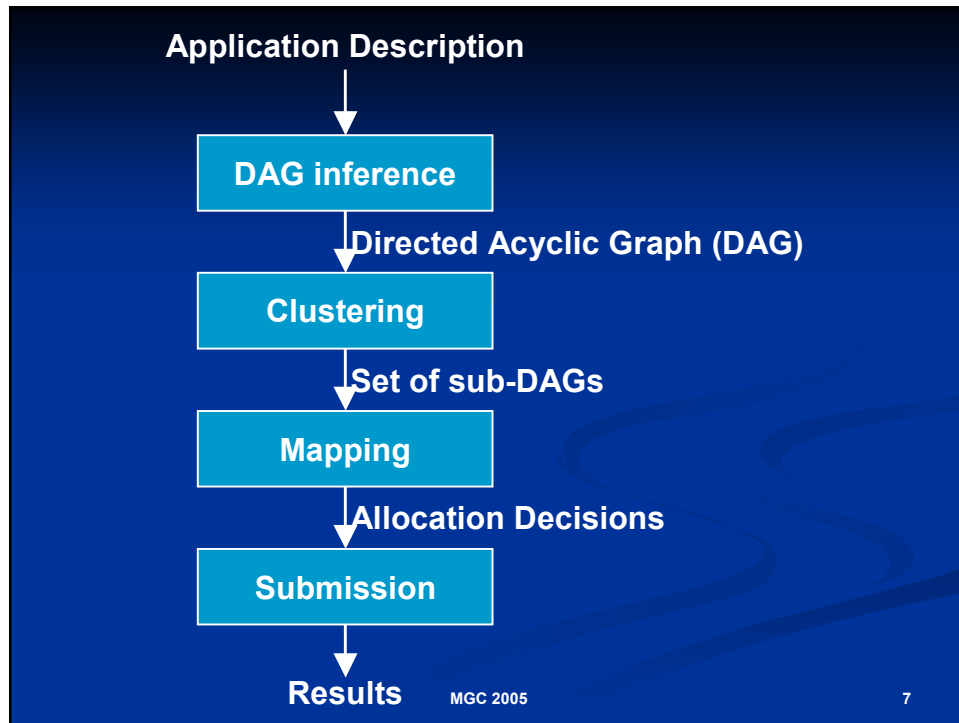 Application Description
DAG inference
Directed Acyclic Graph (DAG)
Clustering
Set of sub-DAGs
Mapping
Allocation Decisions
Submission
Results
MGC 2005
7